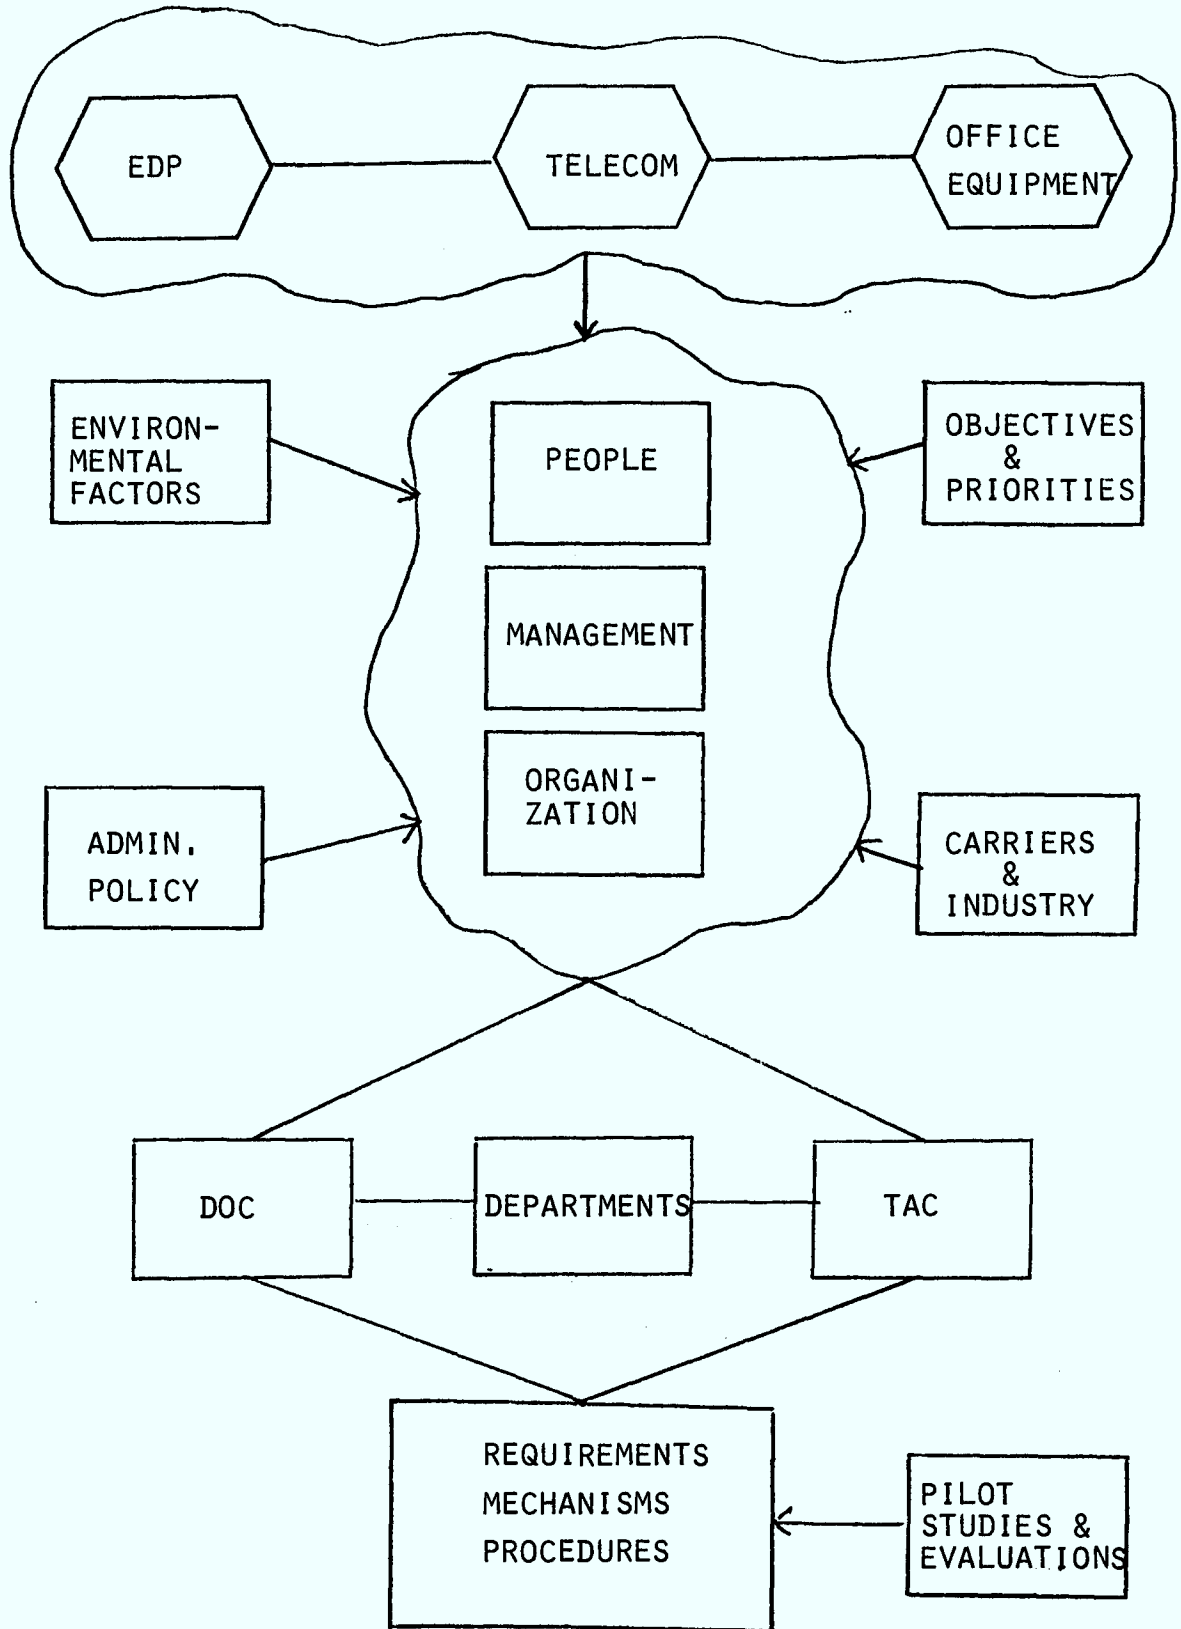 EDP
TELECOM
OFFICE
EQUIPMENT
ENVIRON-
MENTAL
FACTORS
PEOPLE
OBJECTIVES
&
PRIORITIES
MANAGEMENT
ORGANI-
ZATION
ADMIN.
POLICY
CARRIERS
&
INDUSTRY
DOC
DEPARTMENTS
TAC
REQUIREMENTS
MECHANISMS
PROCEDURES
PILOT
STUDIES &
EVALUATIONS